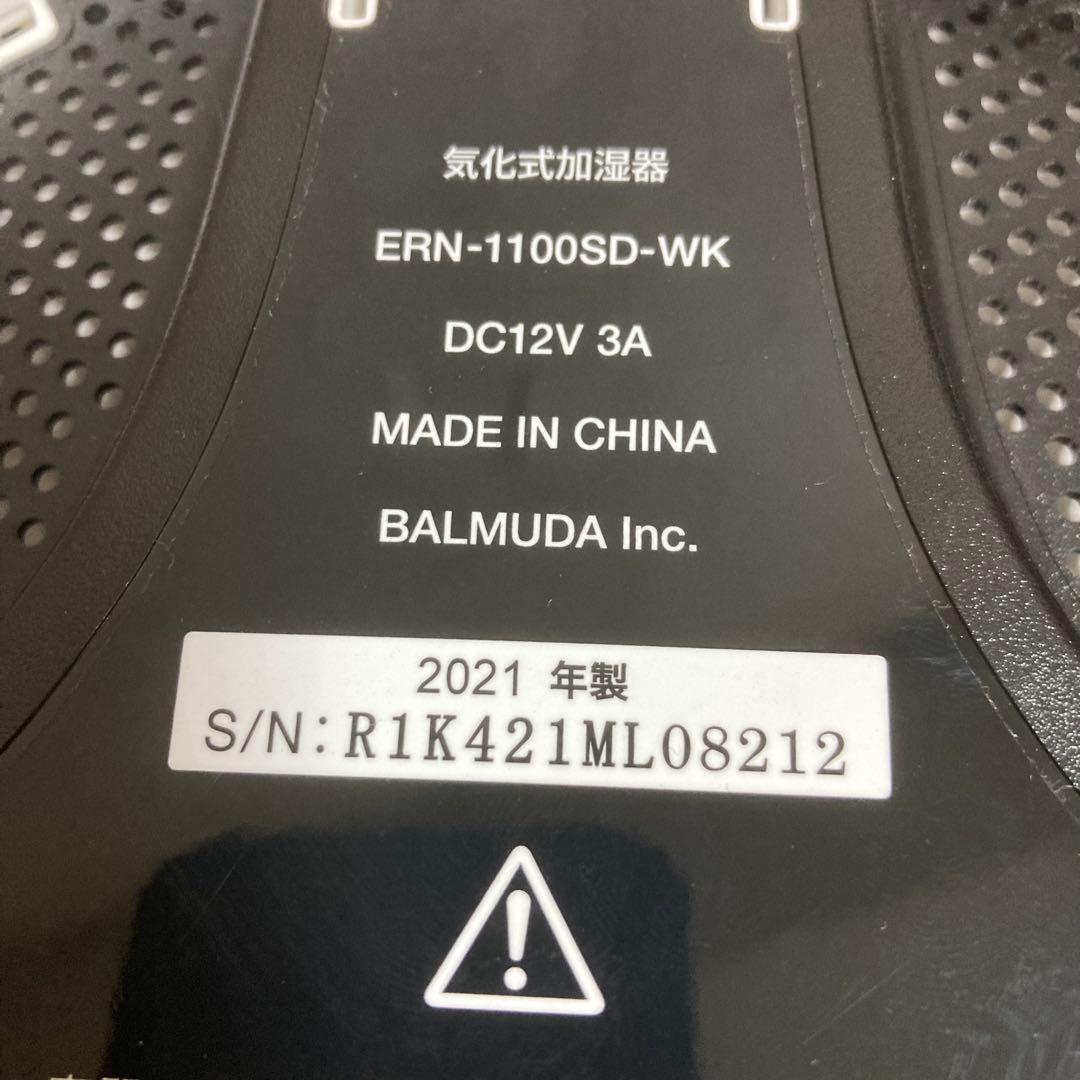 気化式加湿器
ERN-1100SD-WK
DC12V 3A
MADE IN CHINA
BALMUDA Inc.
2021 年製
S/N: R1K421ML08212